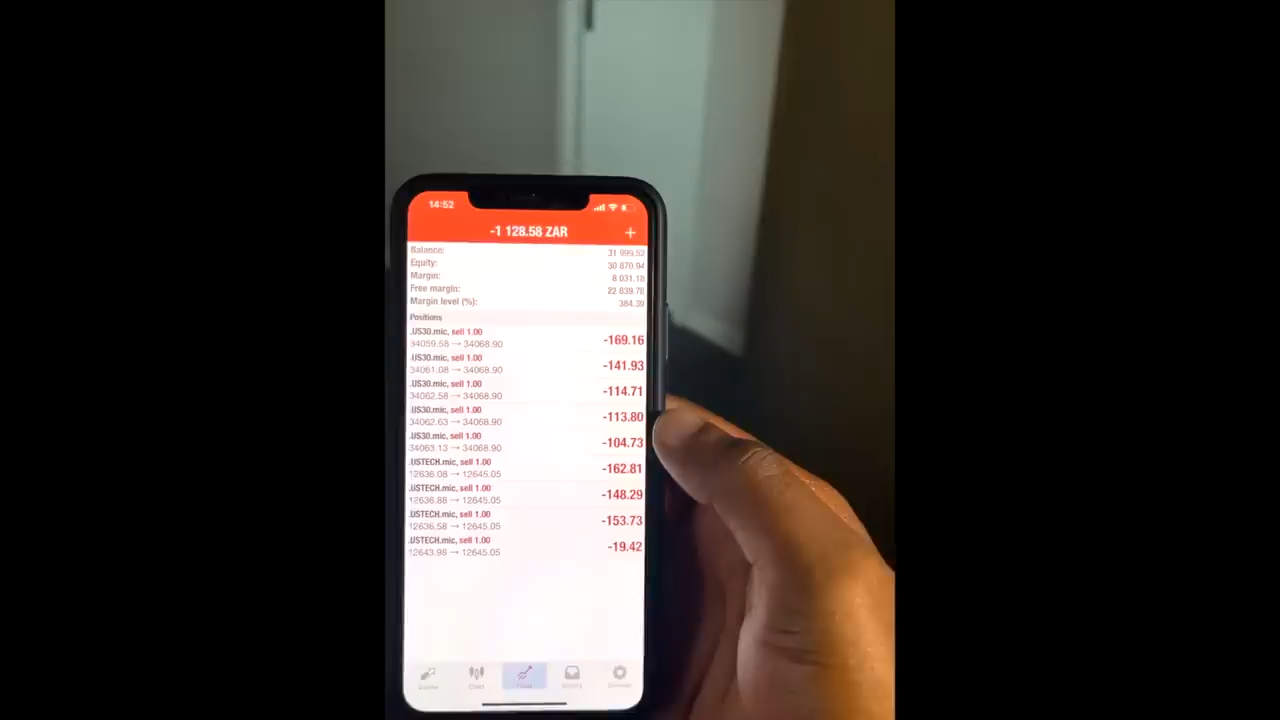 14:52
-1 128.58 ZAR +
Balance: 31 999.52
Equity: 30 870.94
Margin: 8 031.18
Free margin: 22 839.76
Margin level (%): 384.39
Positions
.US30.mic, sell 1.00
34059.58 → 34068.90 -169.16
.US30.mic, sell 1.00
34061.08 → 34068.90 -141.93
.US30.mic, sell 1.00
34062.58 → 34068.90 -114.71
.US30.mic, sell 1.00
34062.63 → 34068.90 -113.80
.US30.mic, sell 1.00
34063.13 → 34068.90 -104.73
.USTECH.mic, sell 1.00
12636.08 → 12645.05 -162.81
.USTECH.mic, sell 1.00
12636.88 → 12645.05 -148.29
.USTECH.mic, sell 1.00
12636.58 → 12645.05 -153.73
.USTECH.mic, sell 1.00
12643.98 → 12645.05 -19.42
Chart